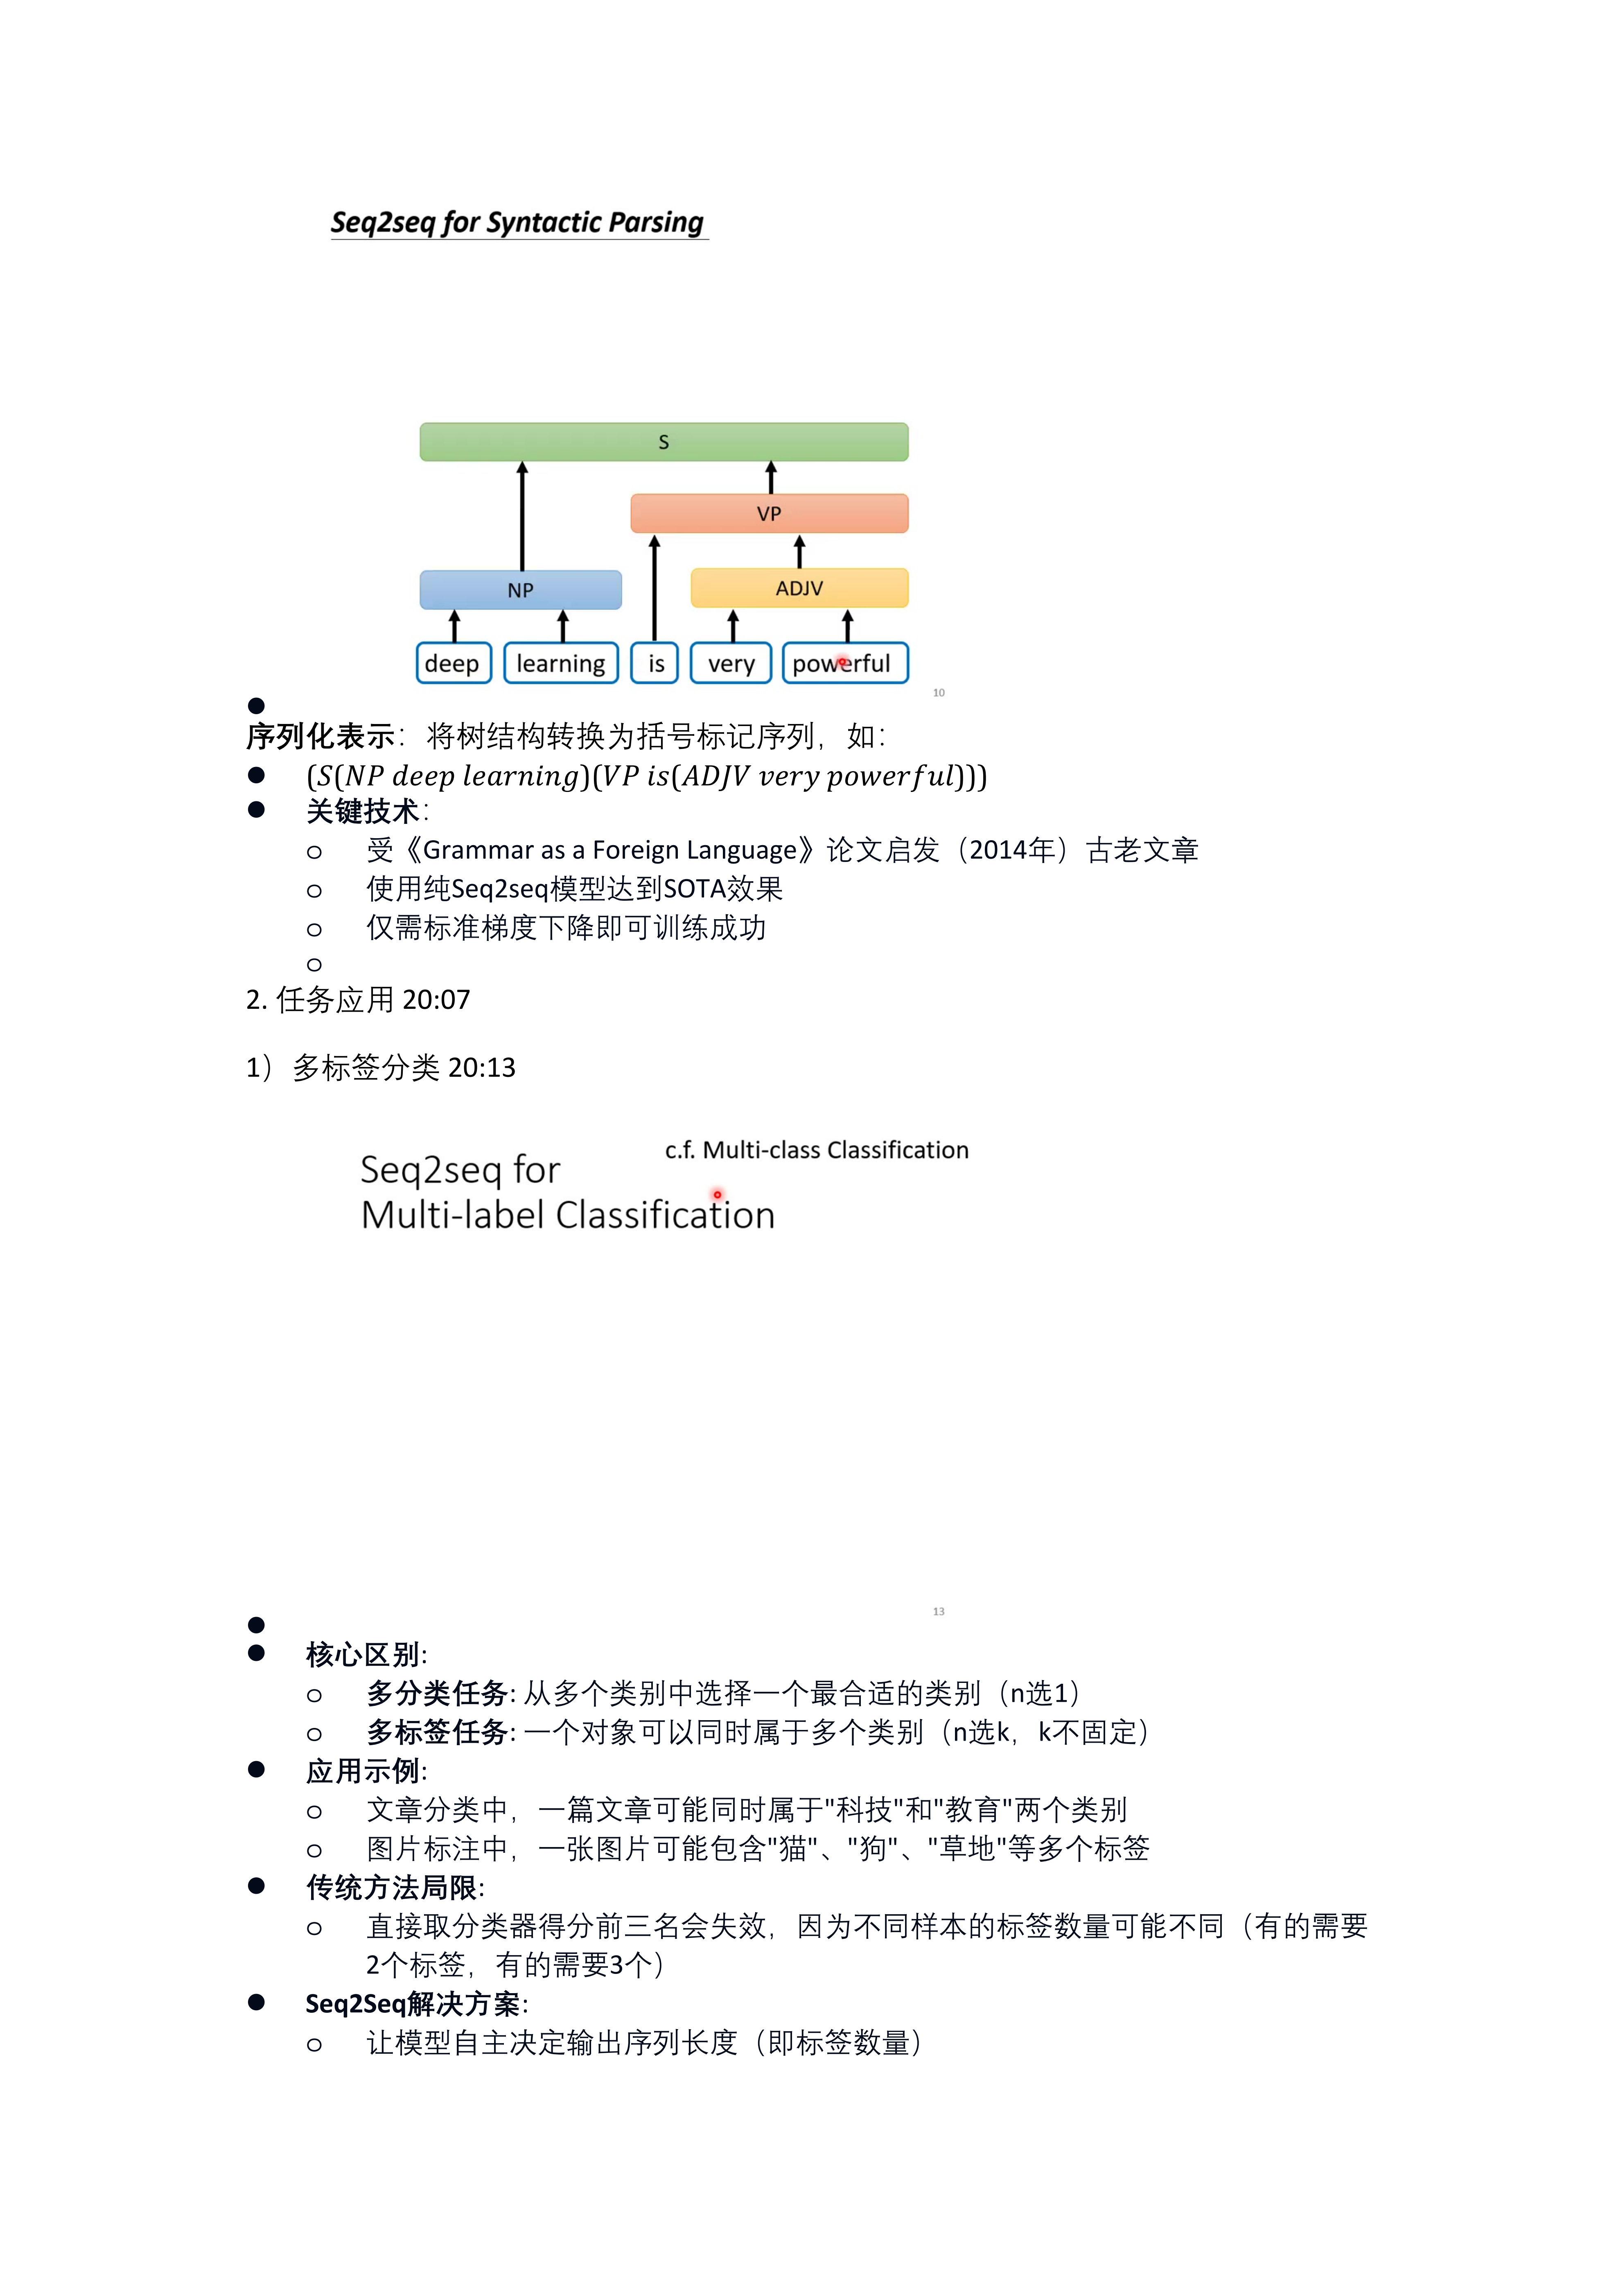 Seq2seq for Syntactic Parsing
S
VP
NP
ADJV
deep learning is very powerful
10
●
序列化表示：将树结构转换为括号标记序列，如：
● (S(NP deep learning)(VP is(ADJV very powerful)))
● 关键技术：
o 受《Grammar as a Foreign Language》论文启发（2014年）古老文章
o 使用纯Seq2seq模型达到SOTA效果
o 仅需标准梯度下降即可训练成功
o
2. 任务应用 20:07
1）多标签分类 20:13
c.f. Multi-class Classification
Seq2seq for
Multi-label Classification
13
●
● 核心区别:
o 多分类任务: 从多个类别中选择一个最合适的类别（n选1）
o 多标签任务: 一个对象可以同时属于多个类别（n选k，k不固定）
● 应用示例:
o 文章分类中，一篇文章可能同时属于"科技"和"教育"两个类别
o 图片标注中，一张图片可能包含"猫"、"狗"、"草地"等多个标签
● 传统方法局限:
o 直接取分类器得分前三名会失效，因为不同样本的标签数量可能不同（有的需要
2个标签，有的需要3个）
● Seq2Seq解决方案:
o 让模型自主决定输出序列长度（即标签数量）